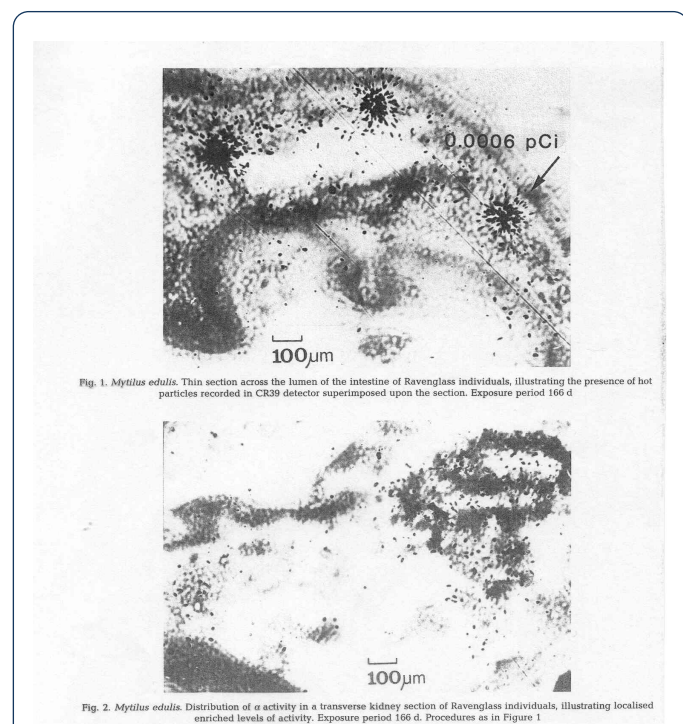 0.0006 pCi
100µm
Fig. 1. Mytilus edulis. Thin section across the lumen of the intestine of Ravenglass individuals, illustrating the presence of hot
particles recorded in CR39 detector superimposed upon the section. Exposure period 166 d
100µm
Fig. 2. Mytilus edulis. Distribution of α activity in a transverse kidney section of Ravenglass individuals, illustrating localised
enriched levels of activity. Exposure period 166 d. Procedures as in Figure 1